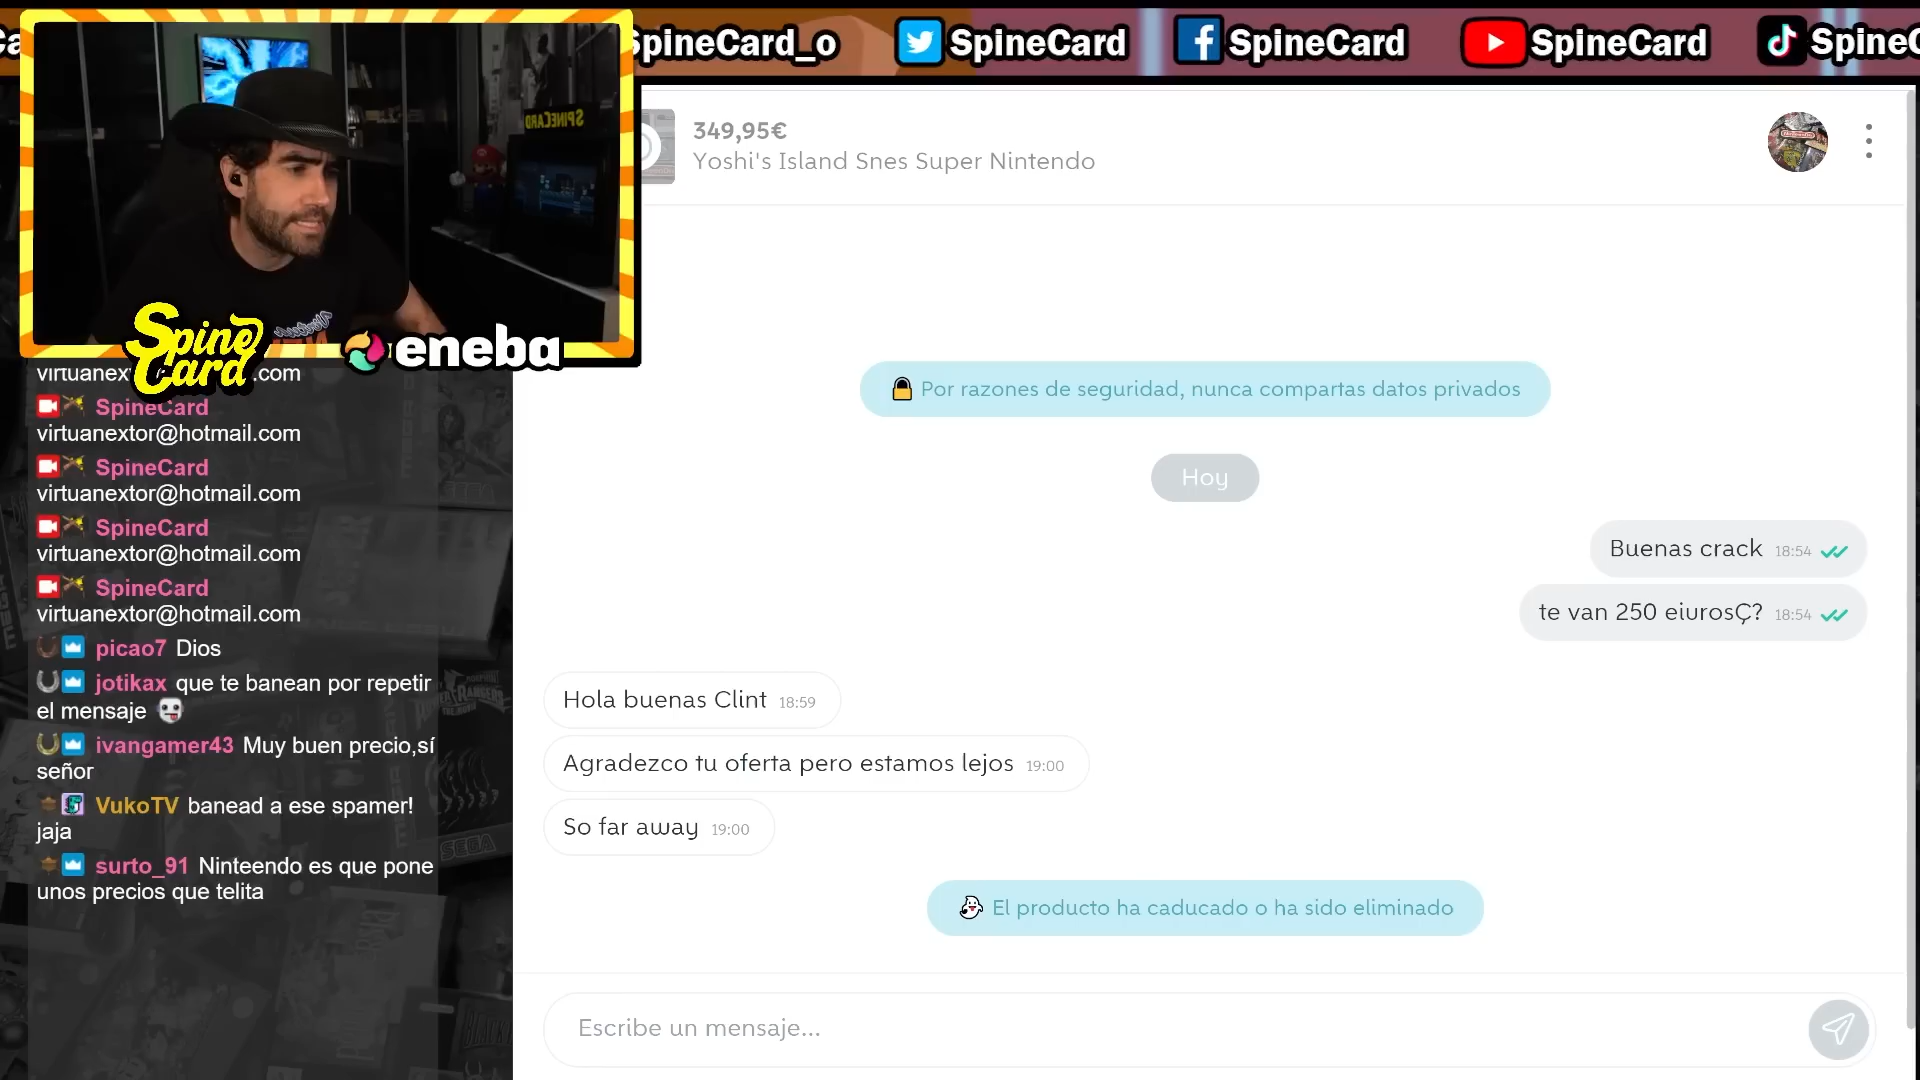 SpineCard_o
SpineCard
SpineCard
SpineCard
SPINECARD
Spine
Card
eneba
SpineCard
virtuanextor@hotmail.com
SpineCard
virtuanextor@hotmail.com
SpineCard
virtuanextor@hotmail.com
SpineCard
virtuanextor@hotmail.com
picao7 Dios
jotikax que te banean por repetir
el mensaje
ivangamer43 Muy buen precio,sí
señor
VukoTV banead a ese spamer!
jaja
surto_91 Ninteendo es que pone
unos precios que telita
349,95€
Yoshi's Island Snes Super Nintendo
Por razones de seguridad, nunca compartas datos privados
Hoy
Buenas crack 18:54
te van 250 eiurosÇ? 18:54
Hola buenas Clint 18:59
Agradezco tu oferta pero estamos lejos 19:00
So far away 19:00
El producto ha caducado o ha sido eliminado
Escribe un mensaje...